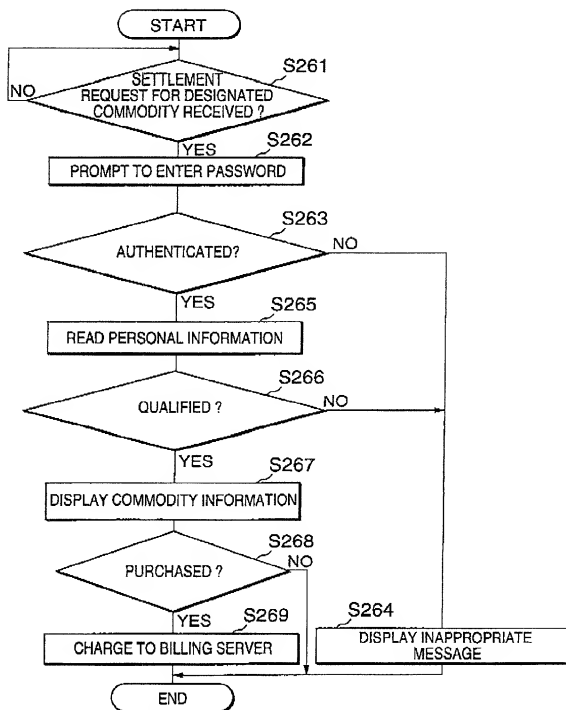 START
S261
SETTLEMENT
REQUEST FOR DESIGNATED
COMMODITY RECEIVED ?
NO
YES
S262
PROMPT TO ENTER PASSWORD
S263
AUTHENTICATED?
NO
YES
S265
READ PERSONAL INFORMATION
S266
QUALIFIED ?
NO
YES
S267
DISPLAY COMMODITY INFORMATION
S268
PURCHASED ?
NO
YES
S269
CHARGE TO BILLING SERVER
S264
DISPLAY INAPPROPRIATE
MESSAGE
END